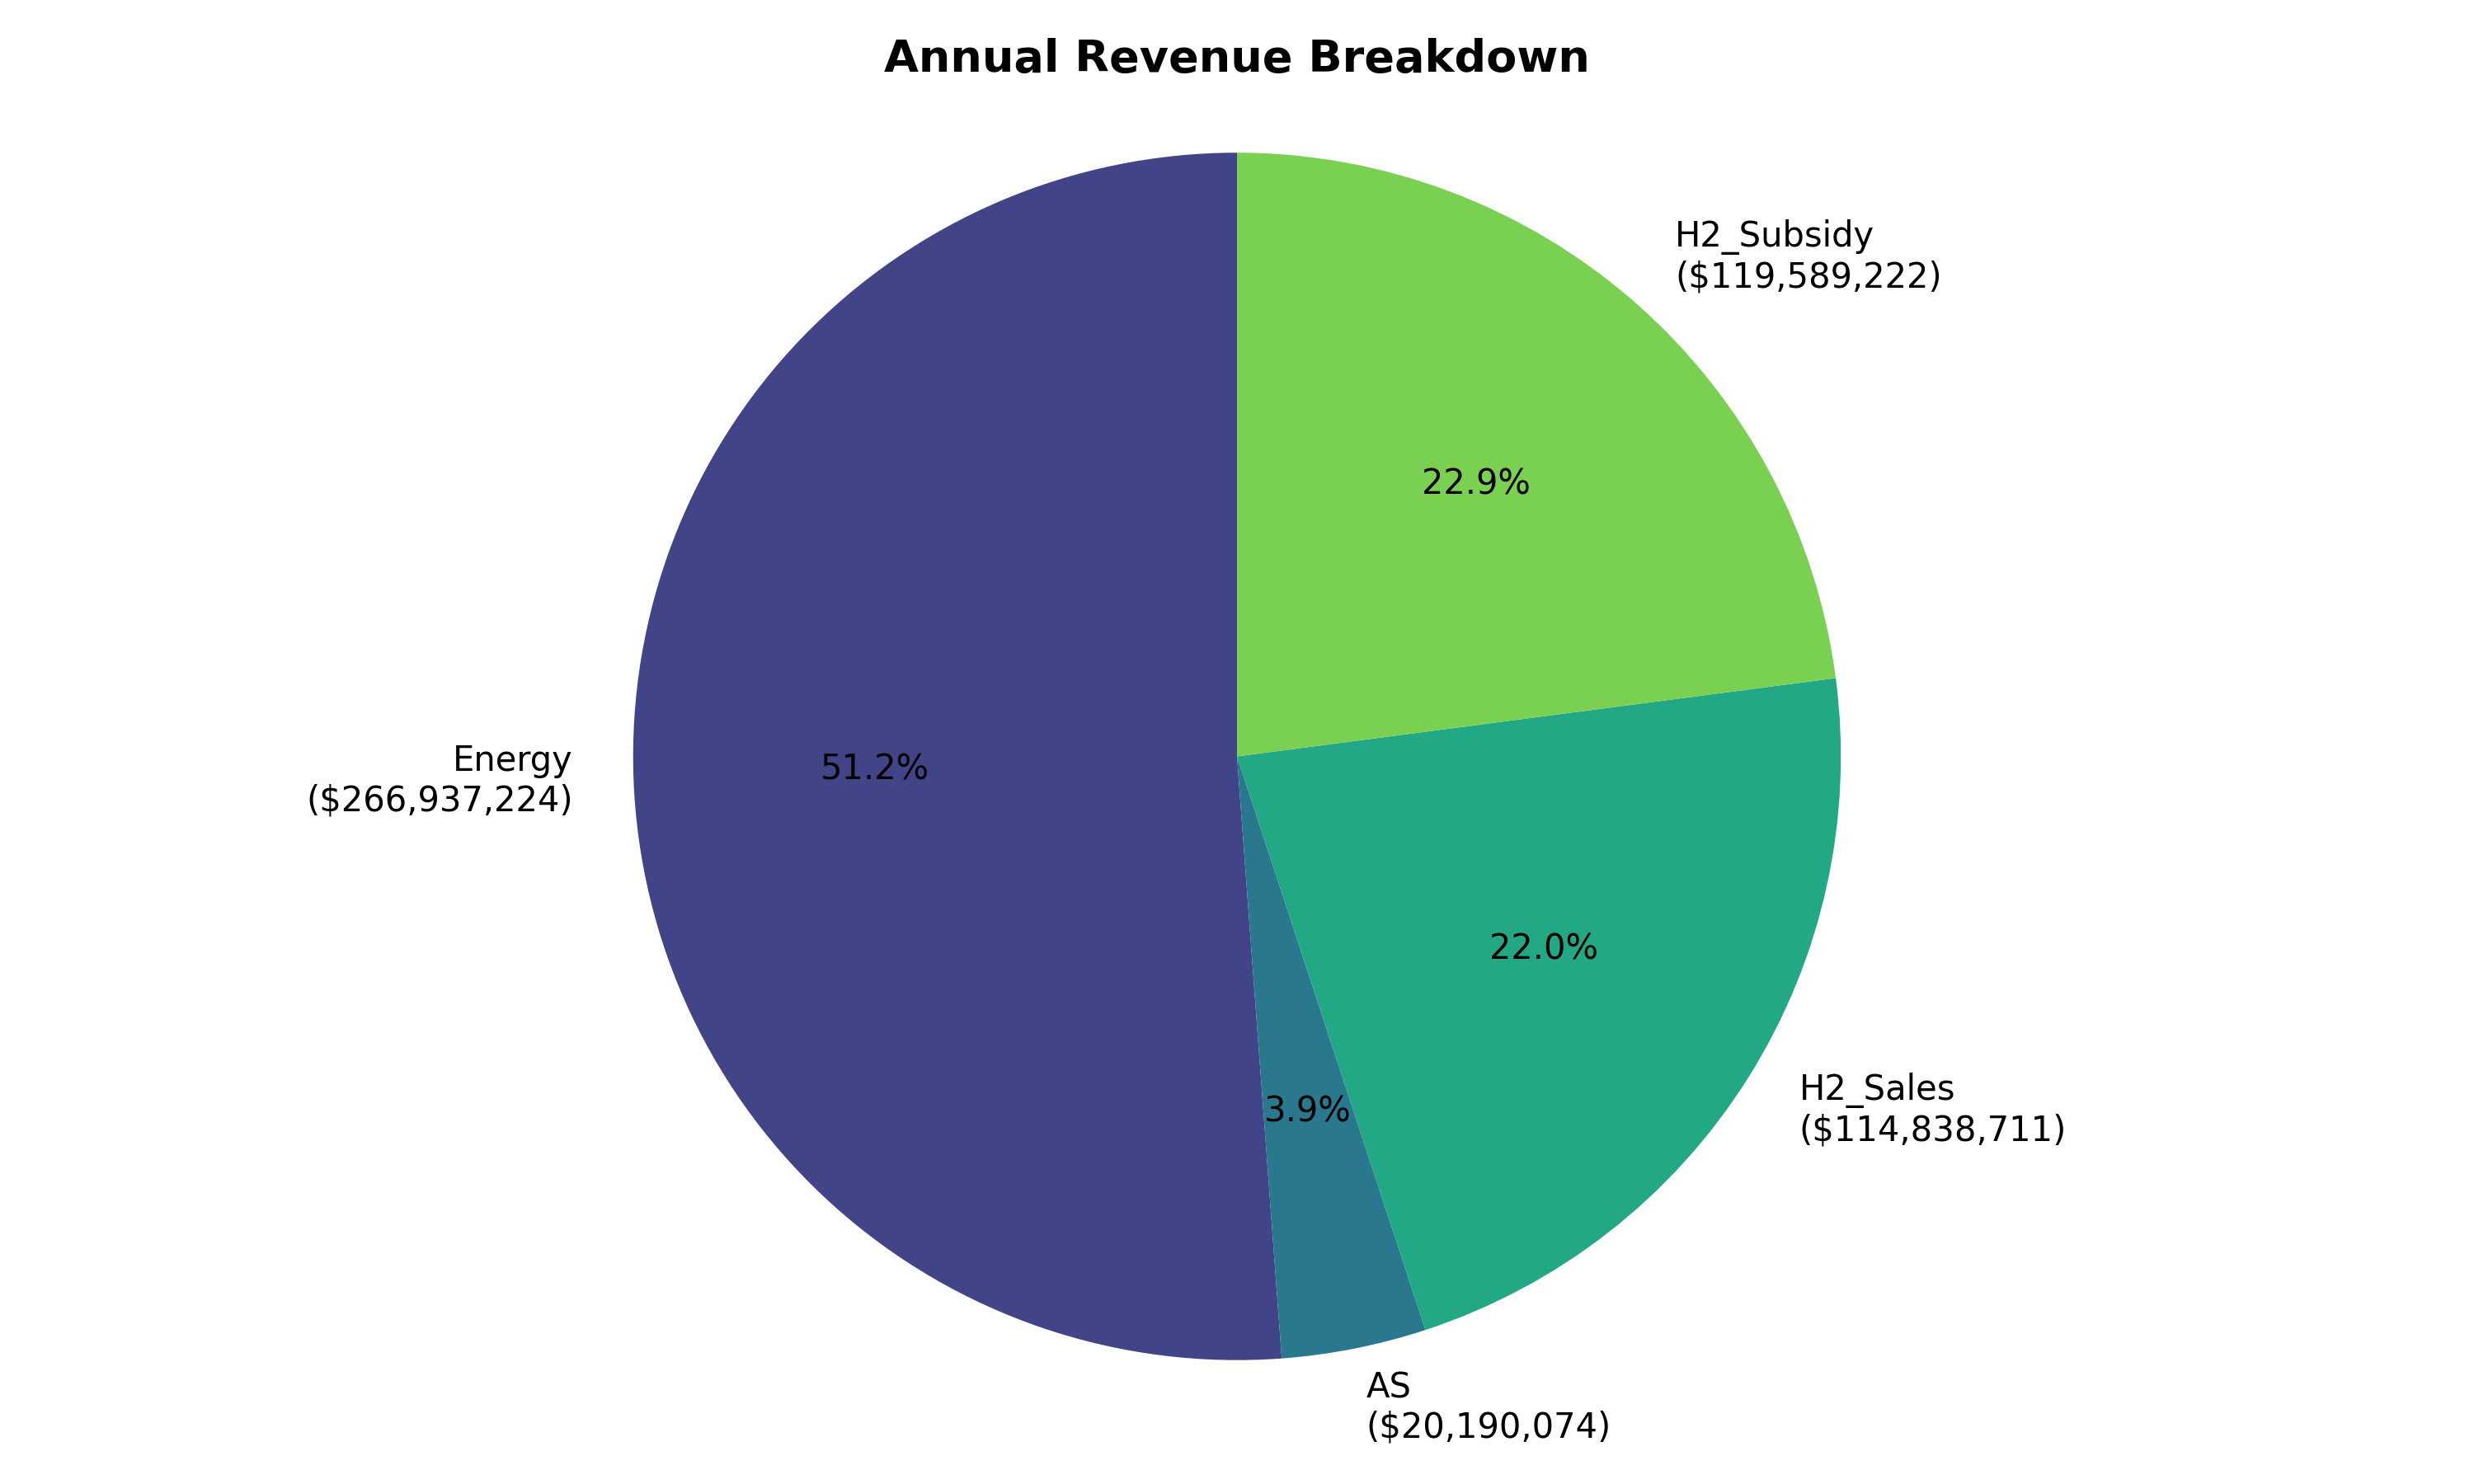 Annual Revenue Breakdown
H2_Subsidy
($119,589,222)
22.9%
Energy
($266,937,224)
51.2%
22.0%
H2_Sales
($114,838,711)
3.9%
AS
($20,190,074)